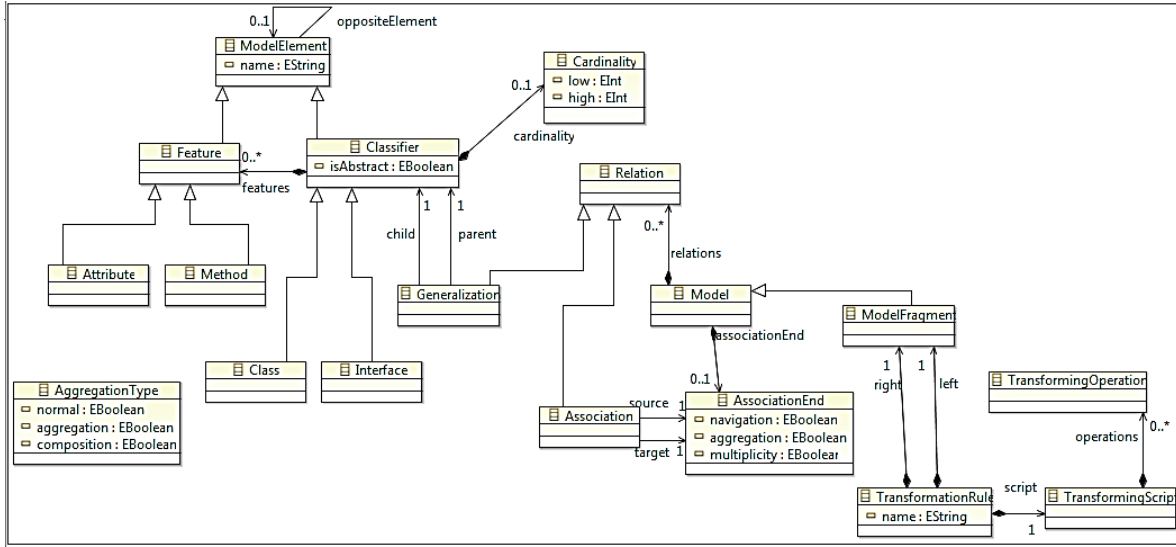 0..1
oppositeElement
ModelElement
name : EString
Cardinality
low : EInt
high : EInt
0..1
cardinality
Feature
0..*
features
Classifier
isAbstract : EBoolean
Relation
1
1
child
parent
0..*
relations
Attribute
Method
Generalization
Model
ModelFragment
associationEnd
Class
Interface
0..1
1
1
right
left
TransformingOperation
AggregationType
normal : EBoolean
aggregation : EBoolean
composition : EBoolean
Association
source
1
target
1
AssociationEnd
navigation : EBoolean
aggregation : EBoolean
multiplicity : EBoolean
0..*
operations
TransformationRule
name : EString
script
1
TransformingScript